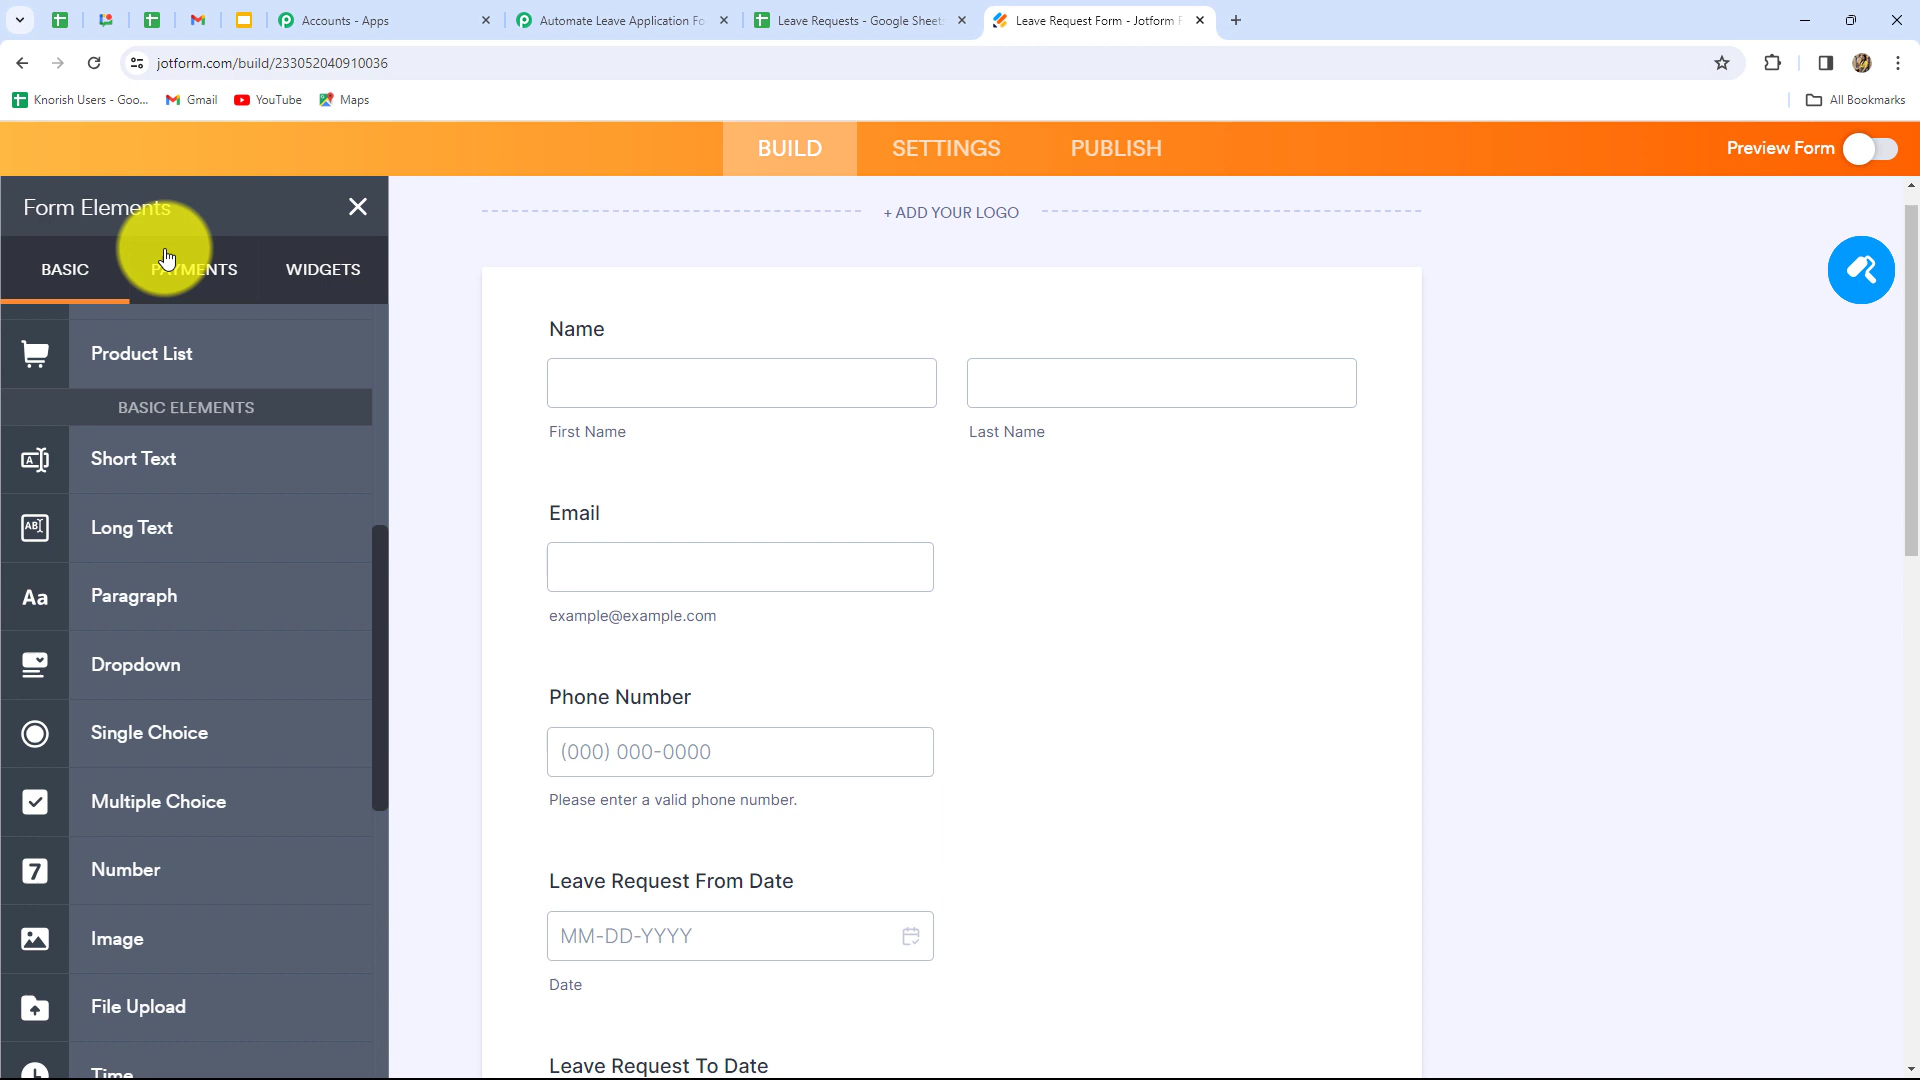 Accounts - Apps
Automate Leave Application Fo
Leave Requests - Google Sheet
Leave Request Form - Jotform F
jotform.com/build/233052040910036
Knorish Users - Goo...
Gmail
YouTube
Maps
All Bookmarks
BUILD
SETTINGS
PUBLISH
Preview Form
Form Elements
BASIC
PAYMENTS
WIDGETS
Product List
BASIC ELEMENTS
Short Text
Long Text
Aa
Paragraph
Dropdown
Single Choice
Multiple Choice
7
Number
Image
File Upload
Time
+ ADD YOUR LOGO
Name
First Name
Last Name
Email
example@example.com
Phone Number
(000) 000-0000
Please enter a valid phone number.
Leave Request From Date
MM-DD-YYYY
Date
Leave Request To Date